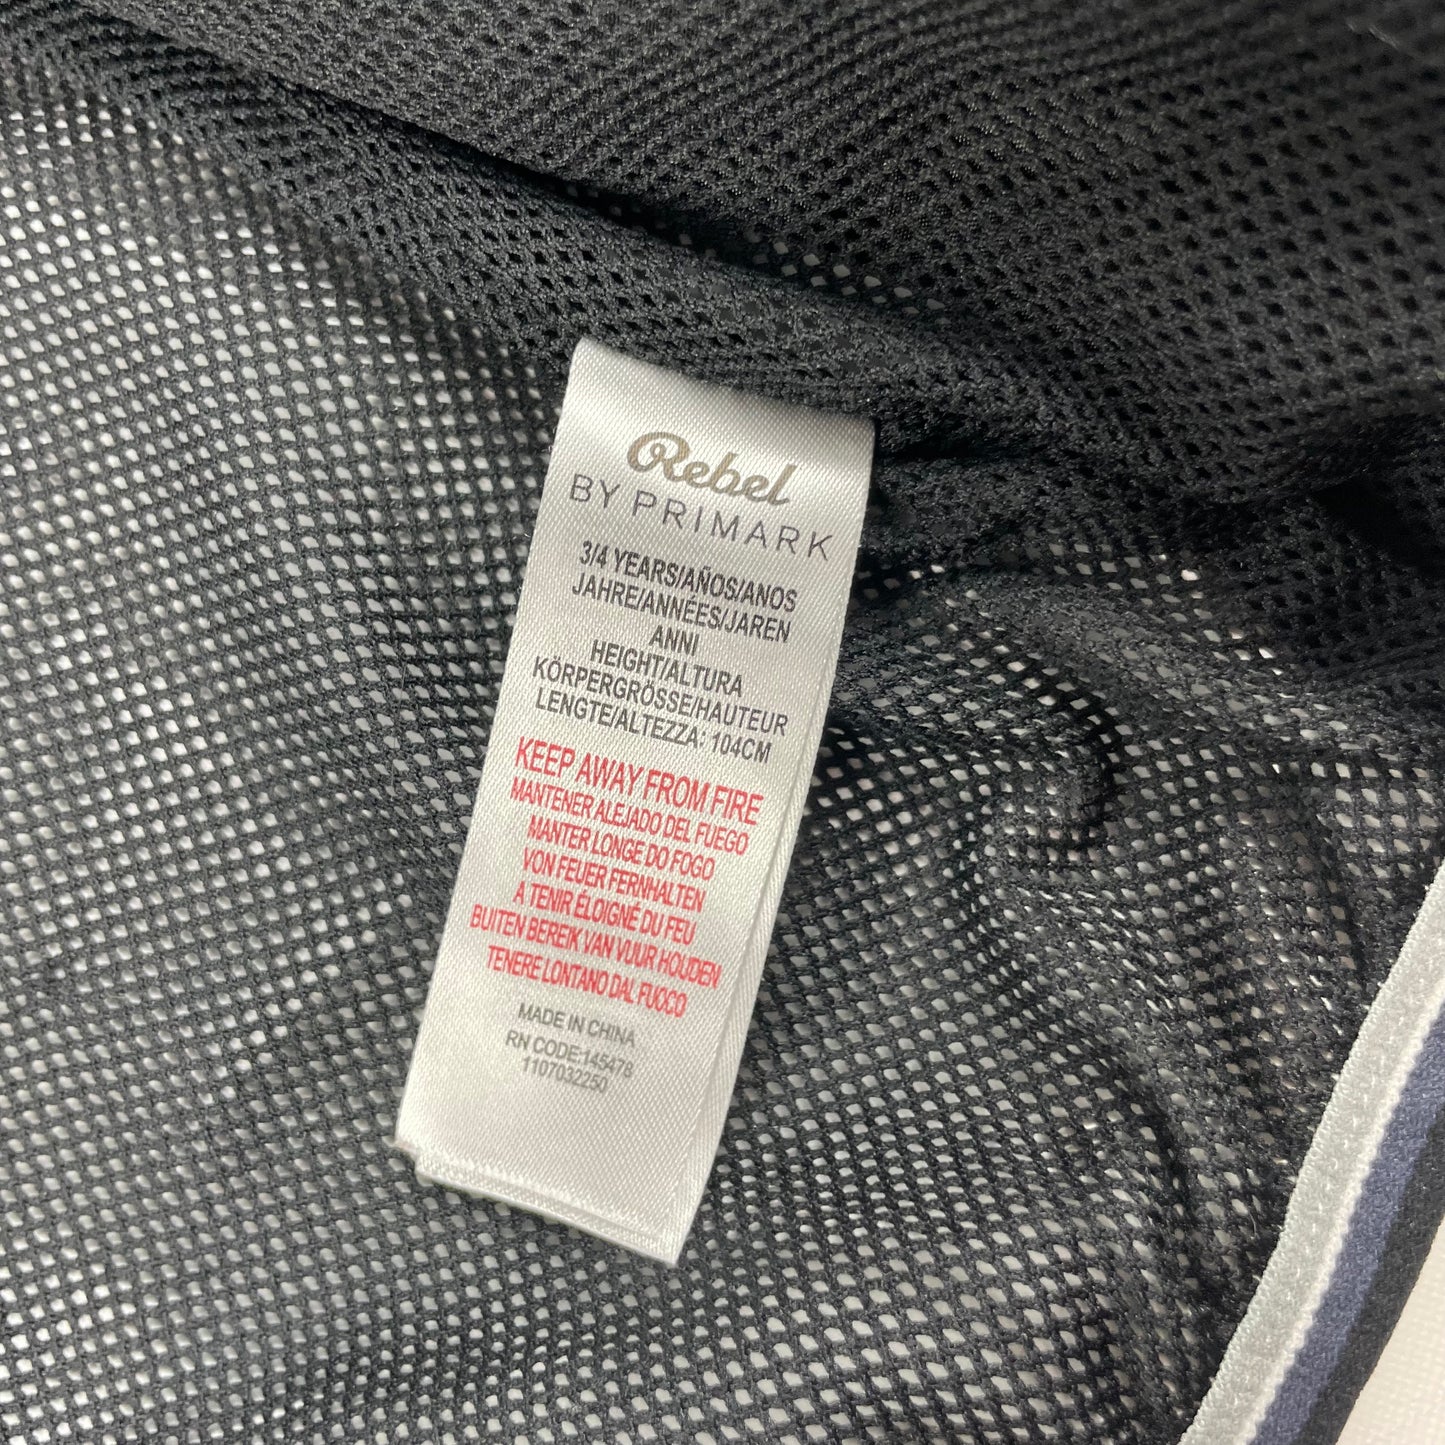 Rebel
BY PRIMARK
3/4 YEARS/AÑOS/ANOS
JAHRE/ANNÉES/JAREN
ANNI
HEIGHT/ALTURA
KÖRPERGRÖSSE/HAUTEUR
LENGTE/ALTEZZA: 104CM
KEEP AWAY FROM FIRE
MANTENER ALEJADO DEL FUEGO
MANTER LONGE DO FOGO
VON FEUER FERNHALTEN
À TENIR ÉLOIGNÉ DU FEU
BUITEN BEREIK VAN VUUR HOUDEN
TENERE LONTANO DAL FUOCO
MADE IN CHINA
RN CODE:145478
1107032250